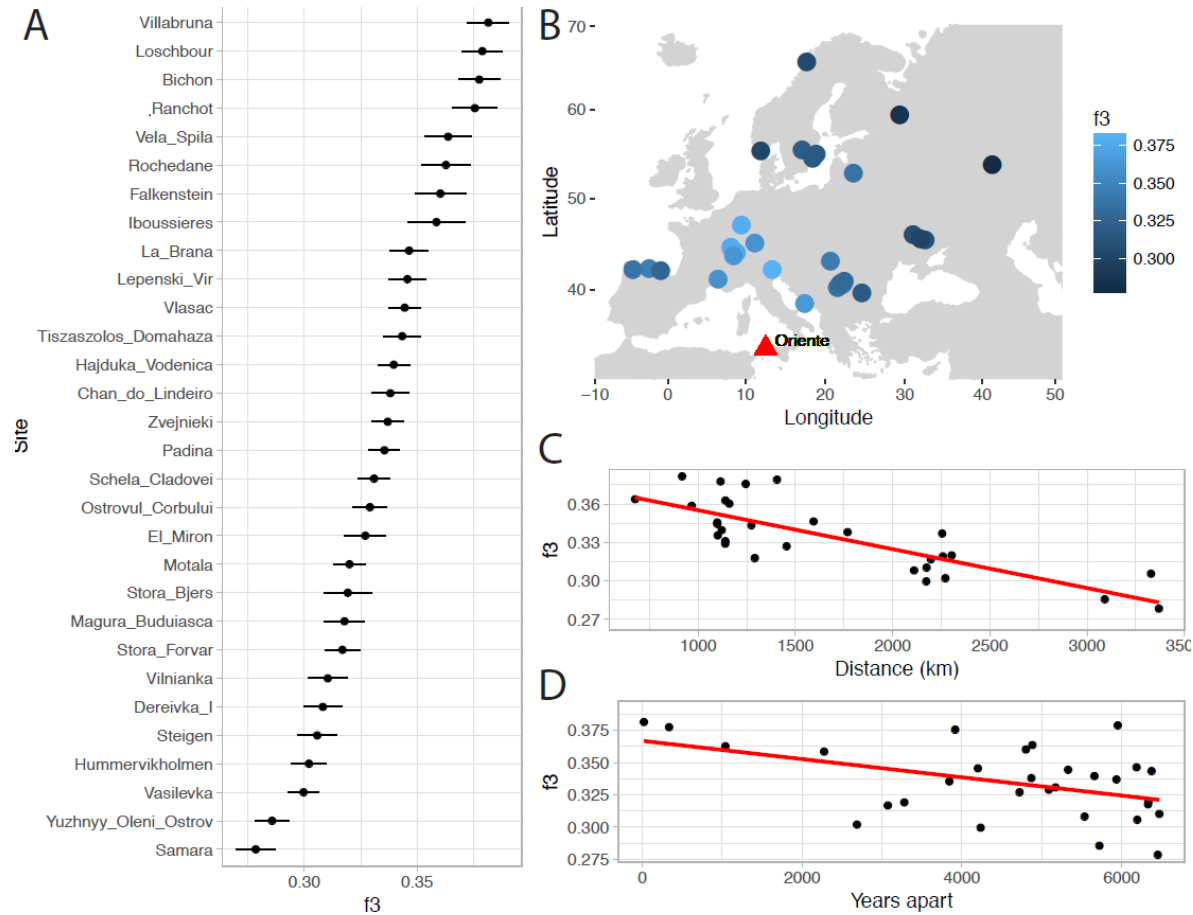 A
Villabruna
Loschbour
Bichon
Ranchot
Vela_Spila
Rochedane
Falkenstein
Iboussieres
La_Brana
Lepenski_Vir
Vlasac
Tiszaszolos_Domahaza
Hajduka_Vodenica
Chan_do_Lindeiro
Zvejnieki
Padina
Schela_Cladovei
Ostrovul_Corbului
El_Miron
Motala
Stora_Bjers
Magura_Buduiasca
Stora_Forvar
Vilnianka
Dereivka_I
Steigen
Hummervikholmen
Vasilevka
Yuzhnyy_Oleni_Ostrov
Samara
Site
0.30 0.35
f3
B
70
60
50
40
Latitude
Oriente
−10 0 10 20 30 40 50
Longitude
f3
0.375
0.350
0.325
0.300
C
0.36
0.33
0.30
0.27
f3
1000 1500 2000 2500 3000 350
Distance (km)
D
0.375
0.350
0.325
0.300
0.275
f3
0 2000 4000 6000
Years apart